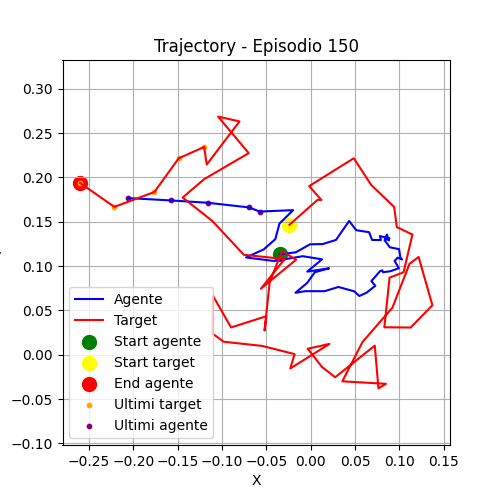 Trajectory - Episodio 150
0.30
0.25
0.20
0.15
0.10
0.05
0.00
−0.05
−0.10
−0.25 −0.20 −0.15 −0.10 −0.05 0.00 0.05 0.10 0.15
X
Agente
Target
Start agente
Start target
End agente
Ultimi target
Ultimi agente